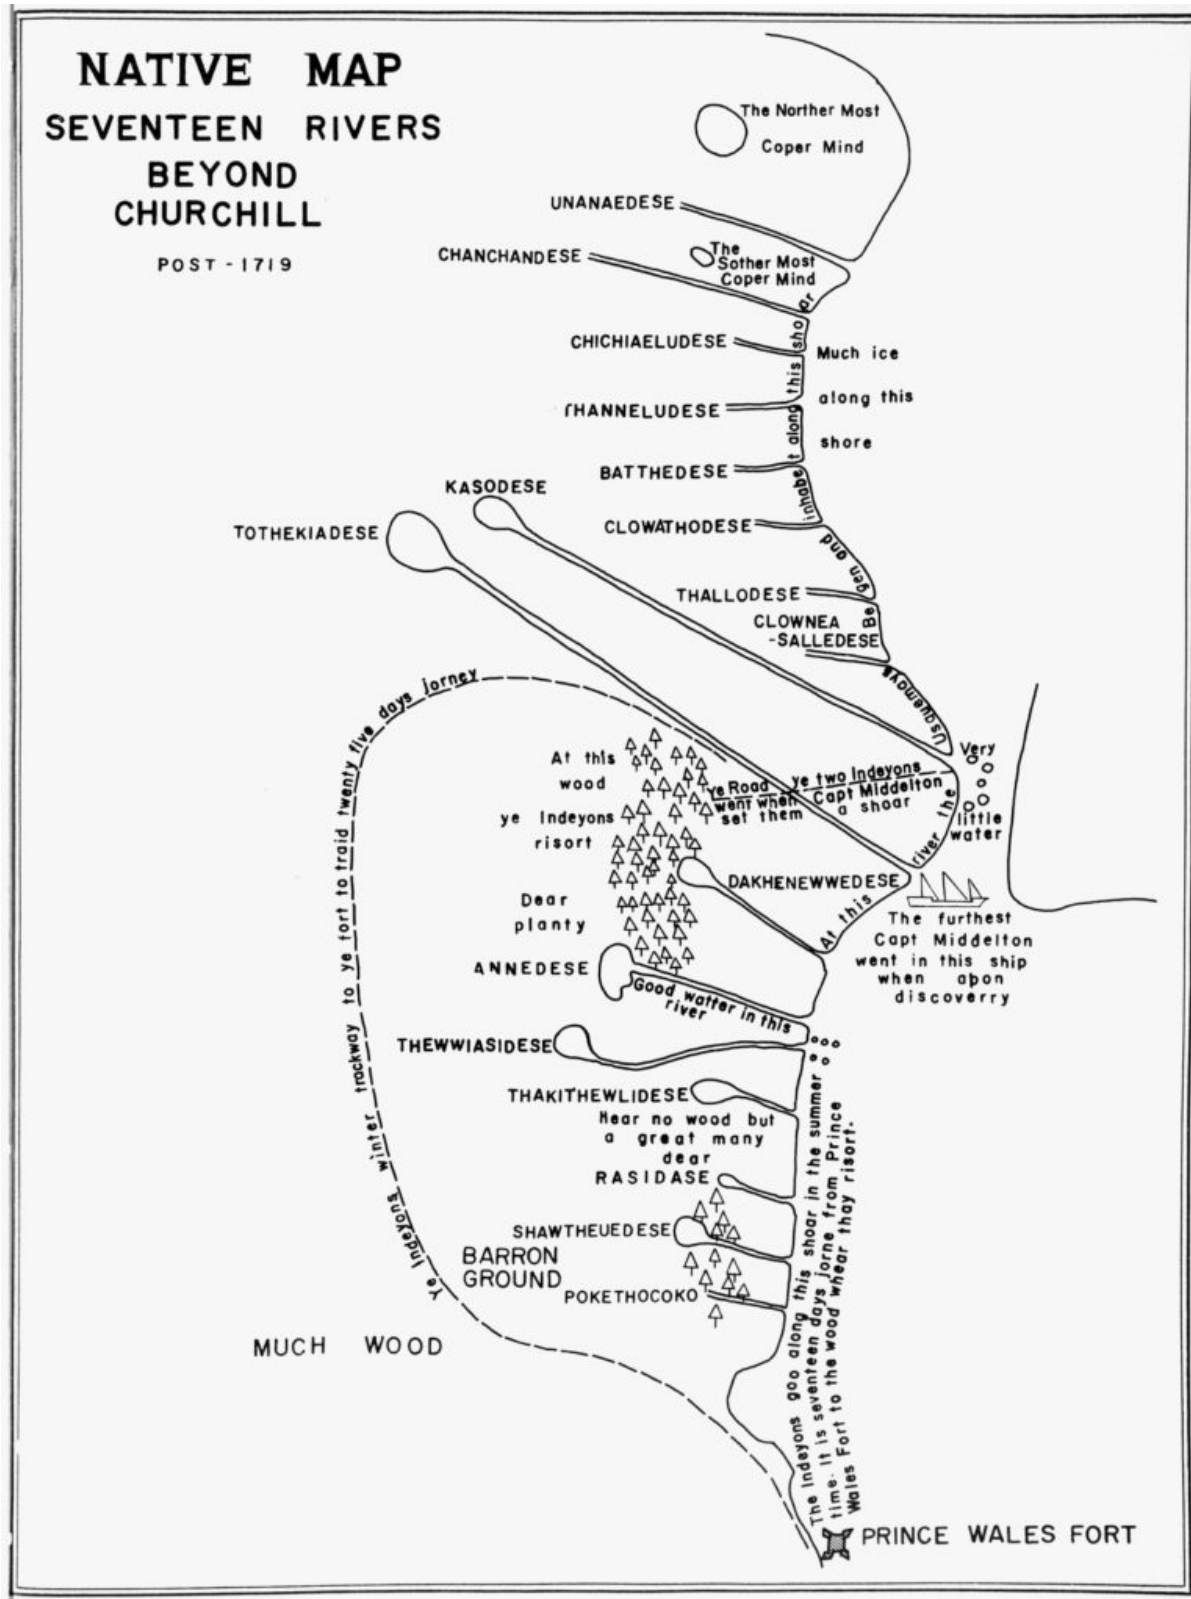 NATIVE MAP
SEVENTEEN RIVERS
BEYOND
CHURCHILL
POST - 1719
The Norther Most
Coper Mind
UNANAEDESE
CHANCHANDESE
The
Sother Most
Coper Mind
CHICHIAELUDESE
Much ice
along this
shore
THANNELUDESE
BATTHEDESE
KASODESE
CLOWATHODESE
TOTHEKIADESE
THALLODESE
CLOWNEA
-SALLEDESE
At this river the Usquemays Be gen and inhabe t along this sho ar
Very
little
water
At this
wood
ye Indeyons
risort
Dear
planty
ye Road ye two Indeyons
went when Capt Middelton
set them a shoar
DAKHENEWWEDESE
The furthest
Capt Middelton
went in this ship
when apon
discoverry
ANNEDESE
Good watter in this
river
THEWWIASIDESE
THAKITHEWLIDESE
Hear no wood but
a great many
dear
RASIDASE
SHAWTHEUEDESE
BARRON
GROUND
POKETHOCOKO
MUCH WOOD
Ye Indeyons winter trackway to ye fort to traid twenty five days jorney
The Indeyons goo along this shoar in the summer
time. It is seventeen days jorne from Prince
Wales Fort to the wood whear thay risort.
PRINCE WALES FORT